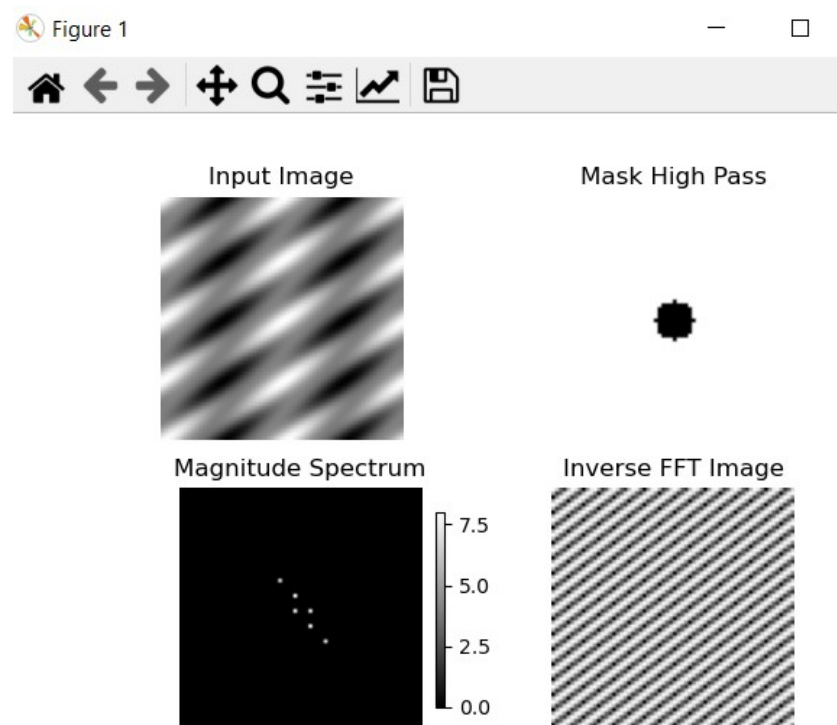 Figure 1
Input Image
Mask High Pass
Magnitude Spectrum
7.5
5.0
2.5
0.0
Inverse FFT Image